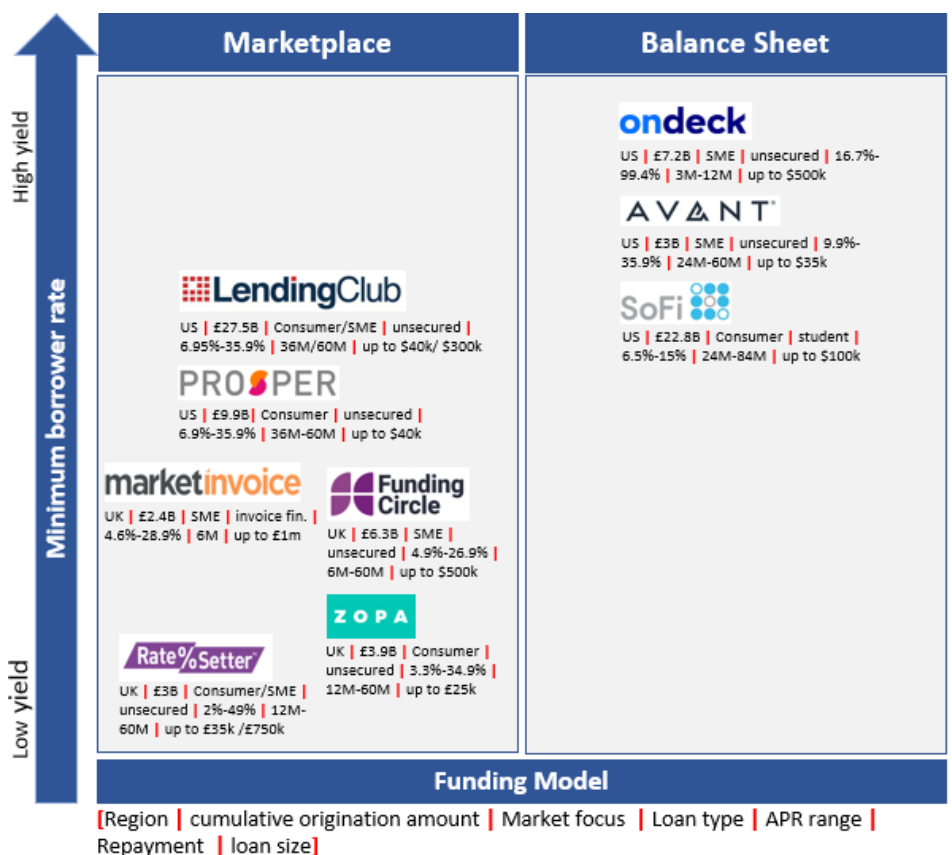 Marketplace
Balance Sheet
High yield
Minimum borrower rate
Low yield
LendingClub
US | £27.5B | Consumer/SME | unsecured |
6.95%-35.9% | 36M/60M | up to $40k/ $300k
PROSPER
US | £9.9B| Consumer | unsecured |
6.9%-35.9% | 36M-60M | up to $40k
marketinvoice
UK | £2.4B | SME | invoice fin. |
4.6%-28.9% | 6M | up to £1m
Funding
Circle
UK | £6.3B | SME |
unsecured | 4.9%-26.9% |
6M-60M | up to $500k
ZOPA
UK | £3.9B | Consumer |
unsecured | 3.3%-34.9% |
12M-60M | up to £25k
Rate%Setter
UK | £3B | Consumer/SME |
unsecured | 2%-49% | 12M-
60M | up to £35k /£750k
ondeck
US | £7.2B | SME | unsecured | 16.7%-
99.4% | 3M-12M | up to $500k
AVANT
US | £3B | SME | unsecured | 9.9%-
35.9% | 24M-60M | up to $35k
SoFi
US | £22.8B | Consumer | student |
6.5%-15% | 24M-84M | up to $100k
Funding Model
[Region | cumulative origination amount | Market focus | Loan type | APR range |
Repayment | loan size]